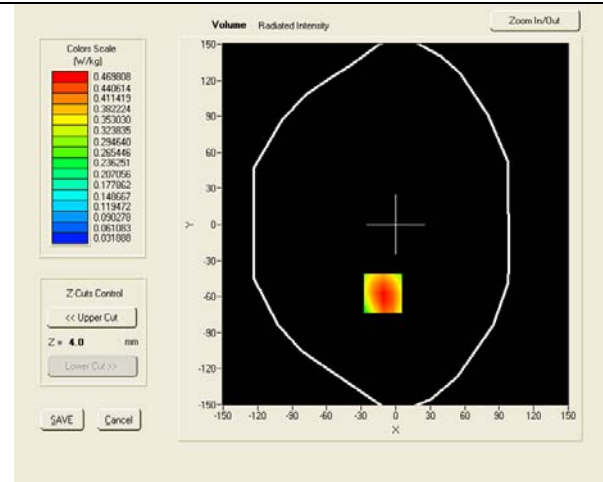 Volume Radiated Intensity
Zoom In/Out
Colors Scale
(W/kg)
0.469808
0.440614
0.411419
0.382224
0.353030
0.323835
0.294640
0.265446
0.236251
0.207056
0.177862
0.148667
0.119472
0.090278
0.061083
0.031888
Z-Cuts Control
<< Upper Cut
Z = 4.0 mm
Lower Cut >>
SAVE Cancel
150
120
90
60
30
0
-30
-60
-90
-120
-150
Y
-150 -120 -90 -60 -30 0 30 60 90 120 150
X